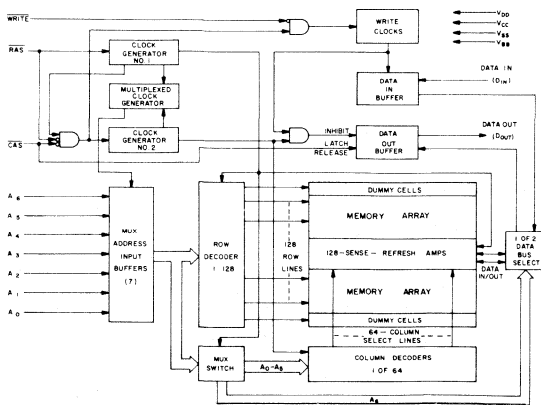 WRITE
WRITE CLOCKS
VDD
VCC
VSS
VBB
RAS
CLOCK GENERATOR NO. 1
MULTIPLEXED CLOCK GENERATOR
CLOCK GENERATOR NO. 2
CAS
DATA IN BUFFER
DATA IN
(DIN)
INHIBIT
LATCH
RELEASE
DATA OUT BUFFER
DATA OUT
(DOUT)
A6
A5
A4
A3
A2
A1
A0
MUX ADDRESS INPUT BUFFERS (7)
ROW DECODER 1 128
128 ROW LINES
DUMMY CELLS
MEMORY ARRAY
128-SENSE- REFRESH AMPS
MEMORY ARRAY
DUMMY CELLS
DATA IN/OUT
1 OF 2 DATA BUS SELECT
64-COLUMN SELECT LINES
MUX SWITCH
A0-A5
COLUMN DECODERS
1 OF 64
A6